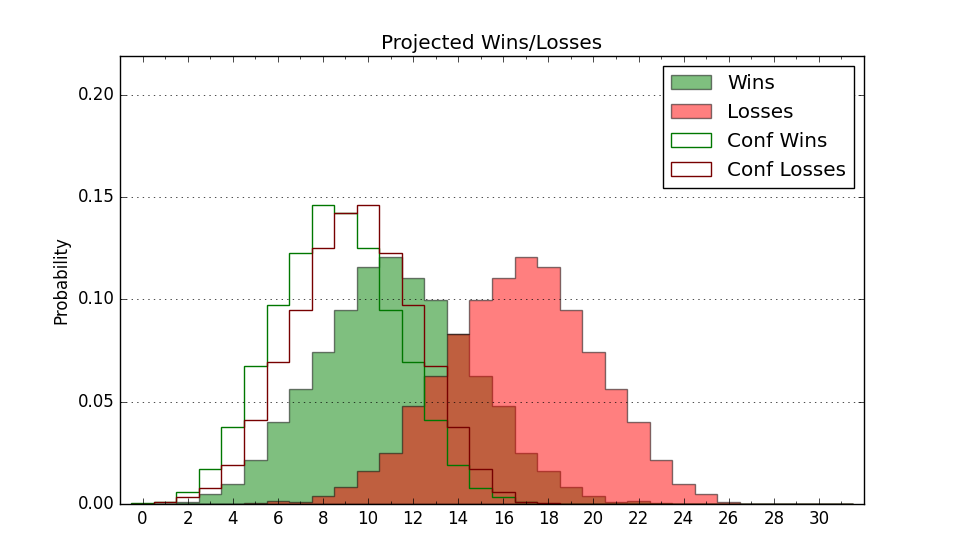 Projected Wins/Losses
Wins
Losses
Conf Wins
Conf Losses
Probability
0.20
0.15
0.10
0.05
0.00
0 2 4 6 8 10 12 14 16 18 20 22 24 26 28 30